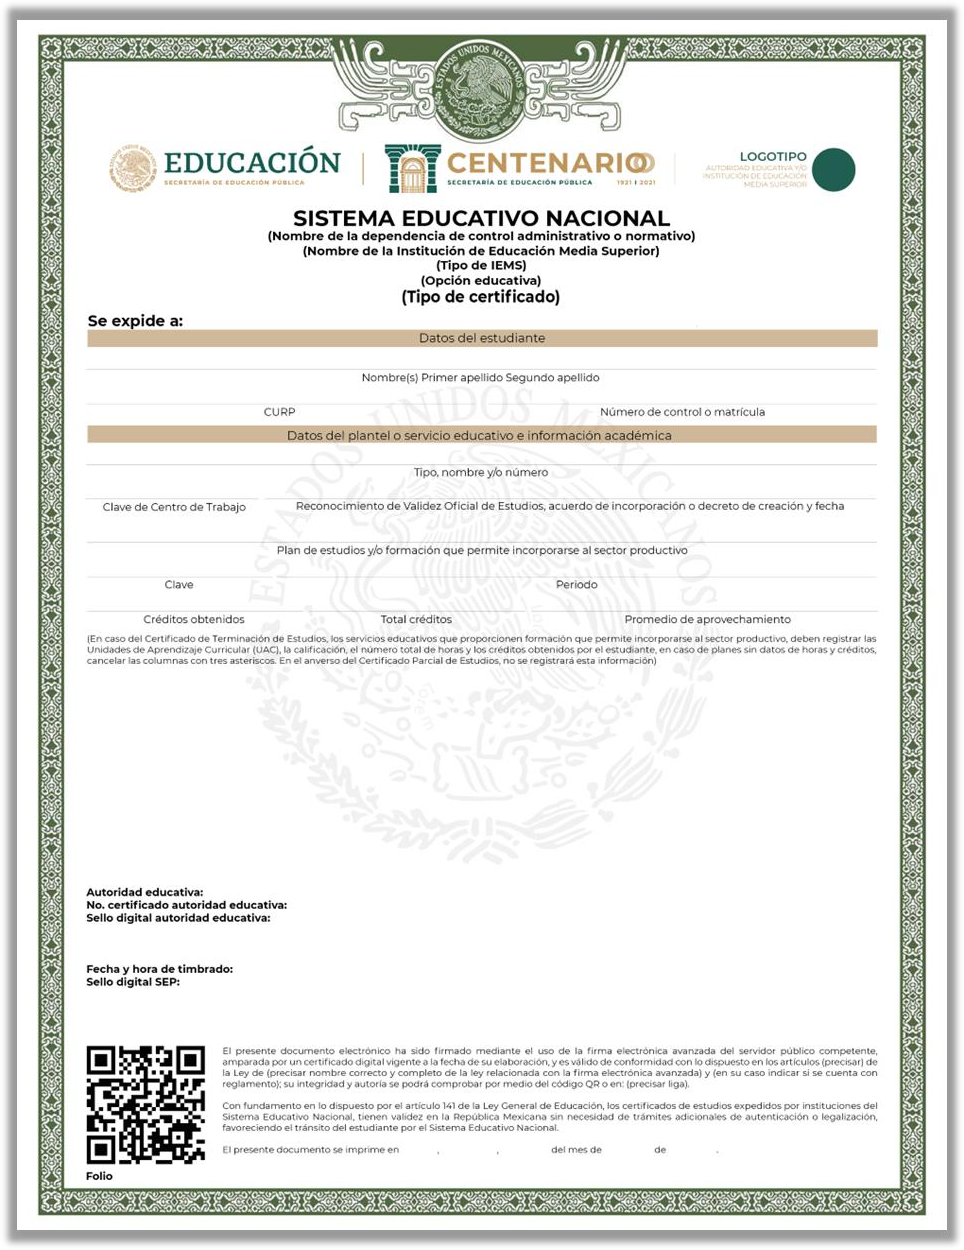 ESTADOS UNIDOS MEXICANOS
EDUCACIÓN
SECRETARÍA DE EDUCACIÓN PÚBLICA
CENTENARIO
SECRETARÍA DE EDUCACIÓN PÚBLICA 1921 | 2021
LOGOTIPO
AUTORIDAD EDUCATIVA Y/O
INSTITUCIÓN DE EDUCACIÓN
MEDIA SUPERIOR
SISTEMA EDUCATIVO NACIONAL
(Nombre de la dependencia de control administrativo o normativo)
(Nombre de la Institución de Educación Media Superior)
(Tipo de IEMS)
(Opción educativa)
(Tipo de certificado)
Se expide a:
Datos del estudiante
Nombre(s) Primer apellido Segundo apellido
CURP Número de control o matrícula
Datos del plantel o servicio educativo e información académica
ESTADOS UNIDOS MEXICANOS
Tipo, nombre y/o número
Clave de Centro de Trabajo Reconocimiento de Validez Oficial de Estudios, acuerdo de incorporación o decreto de creación y fecha
Plan de estudios y/o formación que permite incorporarse al sector productivo
Clave Periodo
Créditos obtenidos Total créditos Promedio de aprovechamiento
(En caso del Certificado de Terminación de Estudios, los servicios educativos que proporcionen formación que permite incorporarse al sector productivo, deben registrar las
Unidades de Aprendizaje Curricular (UAC), la calificación, el número total de horas y los créditos obtenidos por el estudiante, en caso de planes sin datos de horas y créditos,
cancelar las columnas con tres asteriscos. En el anverso del Certificado Parcial de Estudios, no se registrará esta información)
Autoridad educativa:
No. certificado autoridad educativa:
Sello digital autoridad educativa:
Fecha y hora de timbrado:
Sello digital SEP:
El presente documento electrónico ha sido firmado mediante el uso de la firma electrónica avanzada del servidor público competente,
amparada por un certificado digital vigente a la fecha de su elaboración, y es válido de conformidad con lo dispuesto en los artículos (precisar) de
la Ley de (precisar nombre correcto y completo de la ley relacionada con la firma electrónica avanzada) y (en su caso indicar si se cuenta con
reglamento); su integridad y autoría se podrá comprobar por medio del código QR o en: (precisar liga).
Con fundamento en lo dispuesto por el artículo 141 de la Ley General de Educación, los certificados de estudios expedidos por instituciones del
Sistema Educativo Nacional, tienen validez en la República Mexicana sin necesidad de trámites adicionales de autenticación o legalización,
favoreciendo el tránsito del estudiante por el Sistema Educativo Nacional.
El presente documento se imprime en , , del mes de de .
Folio